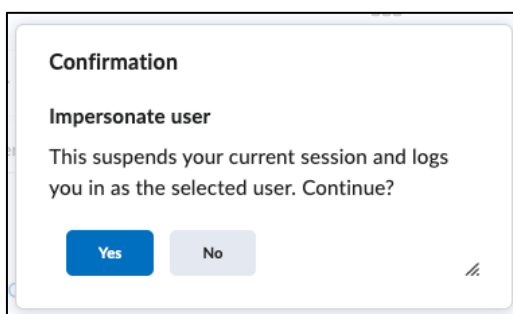 Confirmation
Impersonate user
This suspends your current session and logs
you in as the selected user. Continue?
Yes No